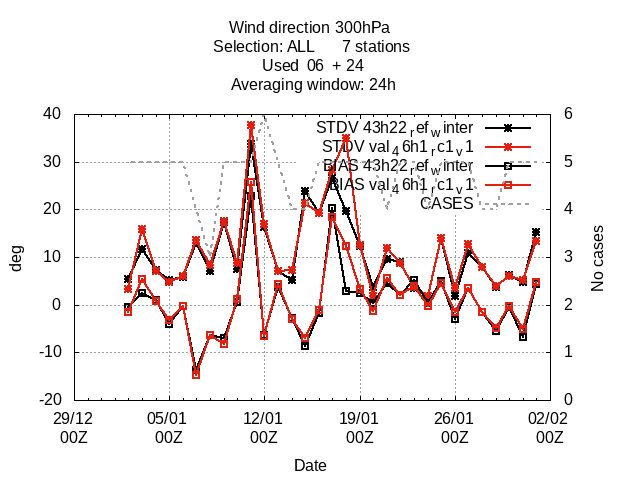 Wind direction 300hPa
Selection: ALL 7 stations
Used 06 + 24
Averaging window: 24h
40
30
20
10
0
-10
-20
deg
6
5
4
3
2
1
0
No cases
STDV 43h22_ref_winter
STDV val_46h1_rc1_v1
BIAS 43h22_ref_winter
BIAS val_46h1_rc1_v1
CASES
29/12 05/01 12/01 19/01 26/01 02/02
00Z 00Z 00Z 00Z 00Z 00Z
Date